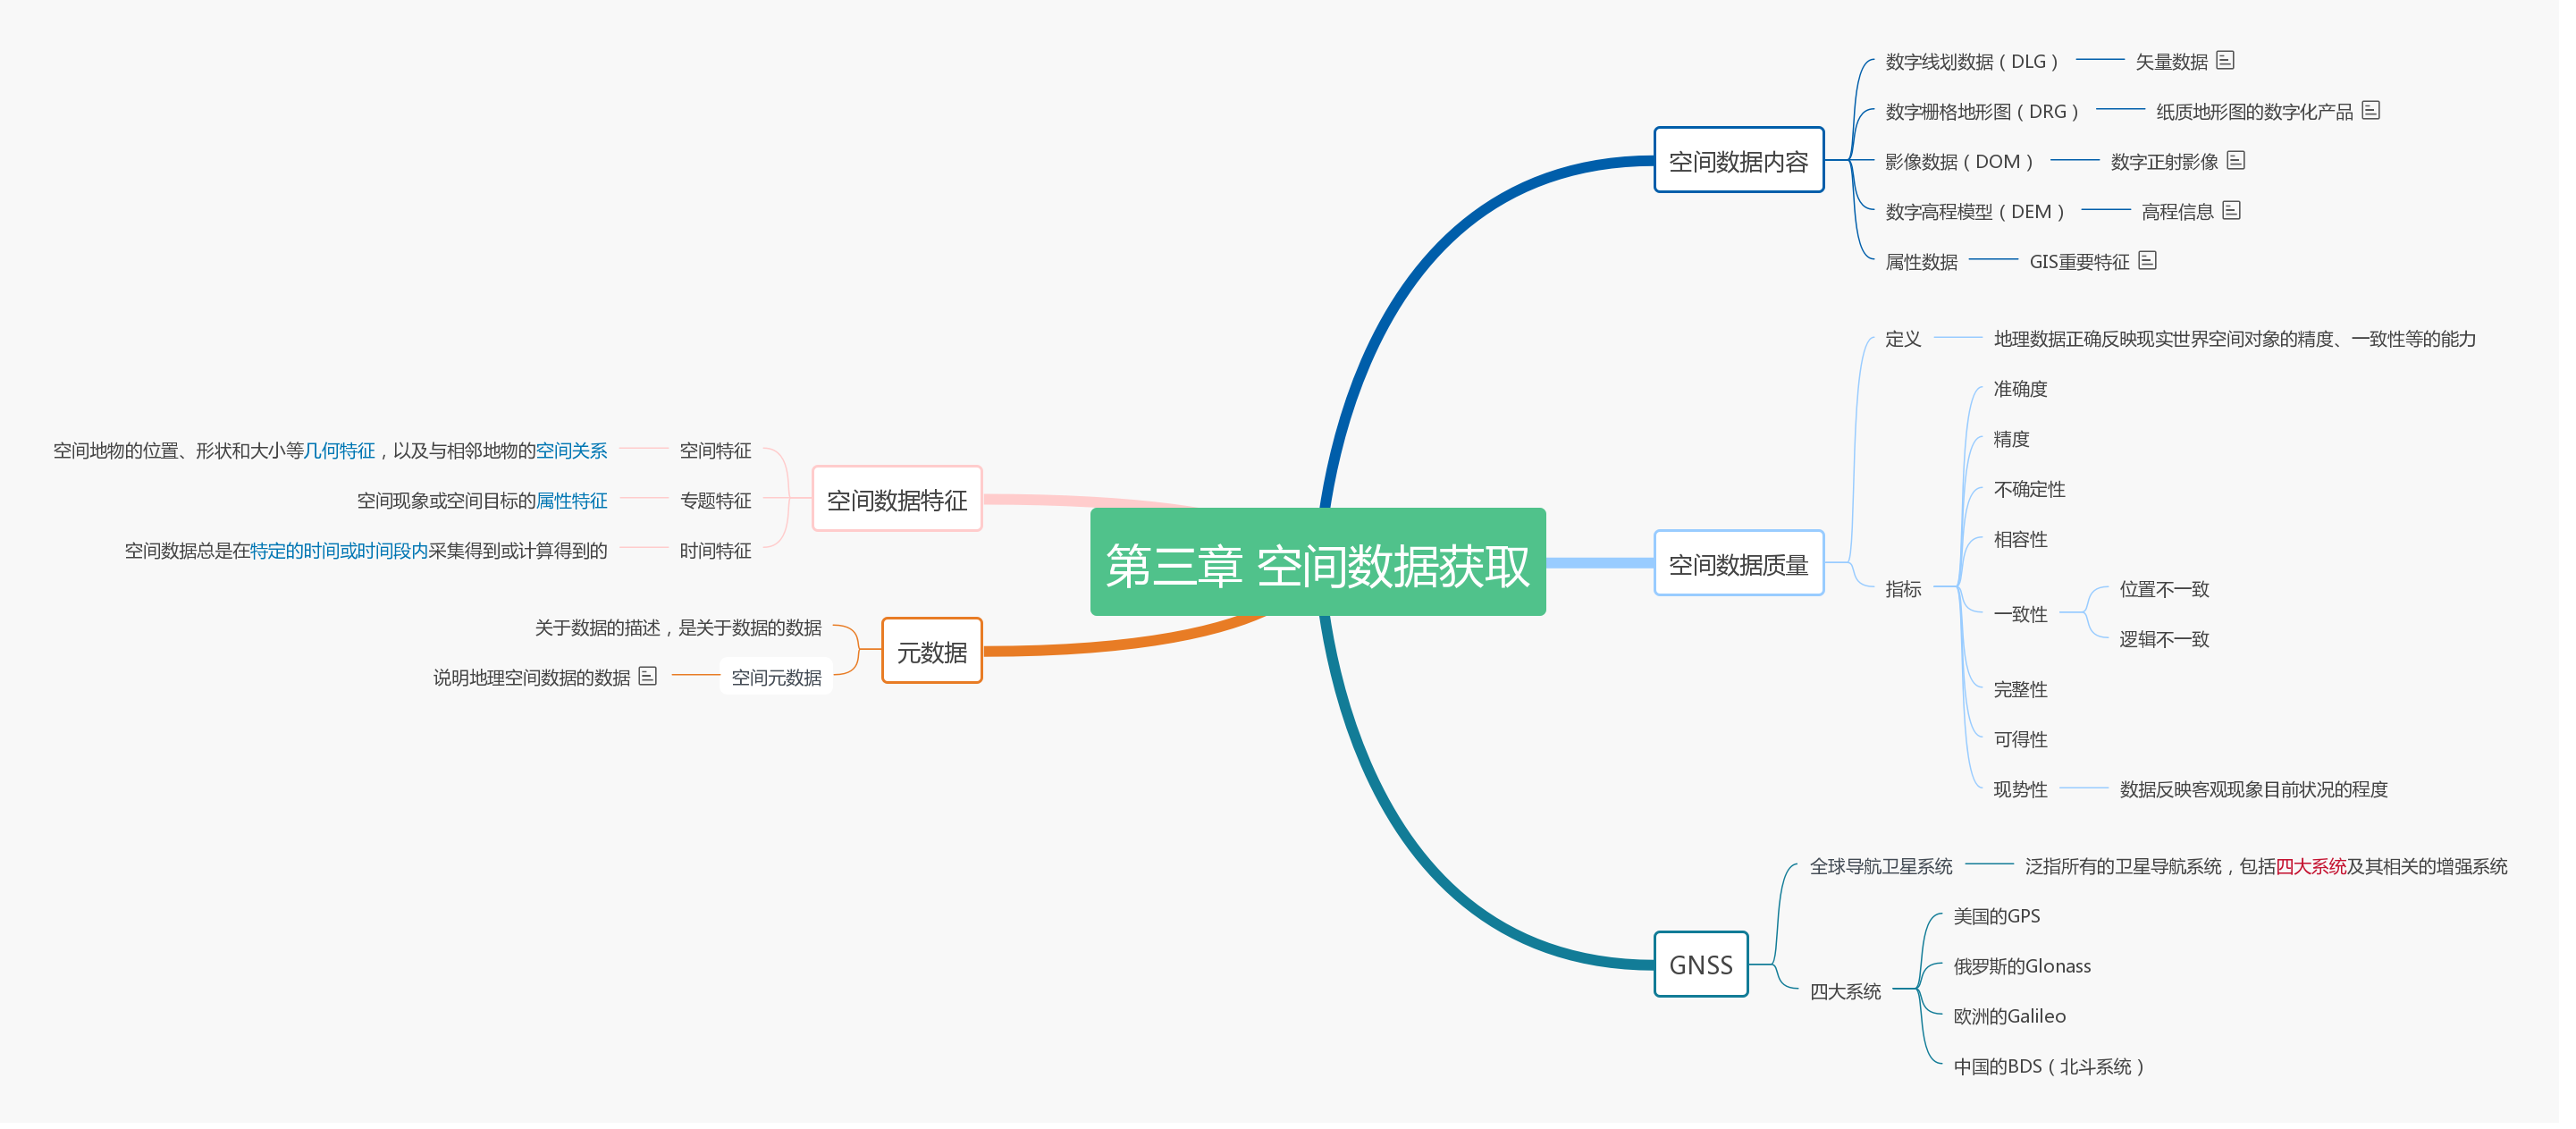 第三章 空间数据获取
空间数据内容
数字线划数据（DLG）
矢量数据
数字栅格地形图（DRG）
纸质地形图的数字化产品
影像数据（DOM）
数字正射影像
数字高程模型（DEM）
高程信息
属性数据
GIS重要特征
空间数据质量
定义
地理数据正确反映现实世界空间对象的精度、一致性等的能力
指标
准确度
精度
不确定性
相容性
一致性
位置不一致
逻辑不一致
完整性
可得性
现势性
数据反映客观现象目前状况的程度
GNSS
全球导航卫星系统
泛指所有的卫星导航系统，包括四大系统及其相关的增强系统
四大系统
美国的GPS
俄罗斯的Glonass
欧洲的Galileo
中国的BDS（北斗系统）
空间数据特征
空间特征
空间地物的位置、形状和大小等几何特征，以及与相邻地物的空间关系
专题特征
空间现象或空间目标的属性特征
时间特征
空间数据总是在特定的时间或时间段内采集得到或计算得到的
元数据
关于数据的描述，是关于数据的数据
空间元数据
说明地理空间数据的数据